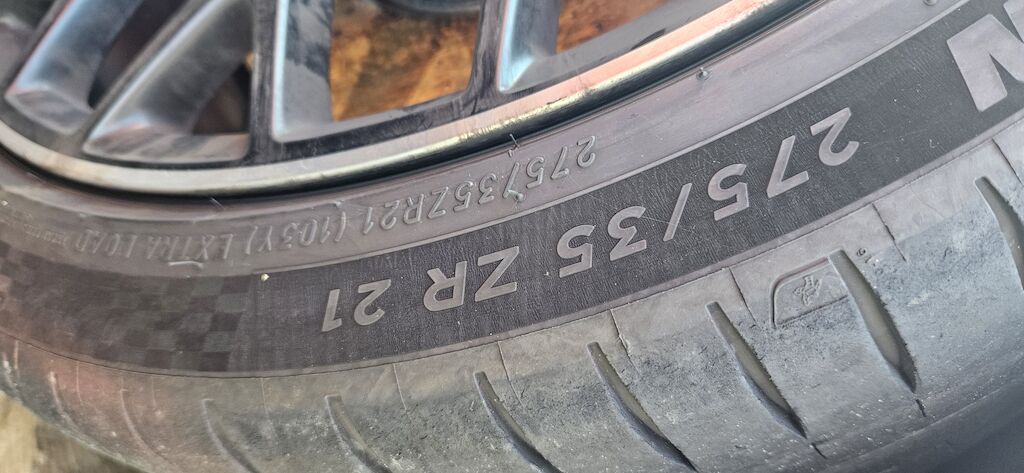 275/35ZR21 (103Y) EXTRA LOAD
275/35 ZR 21
N